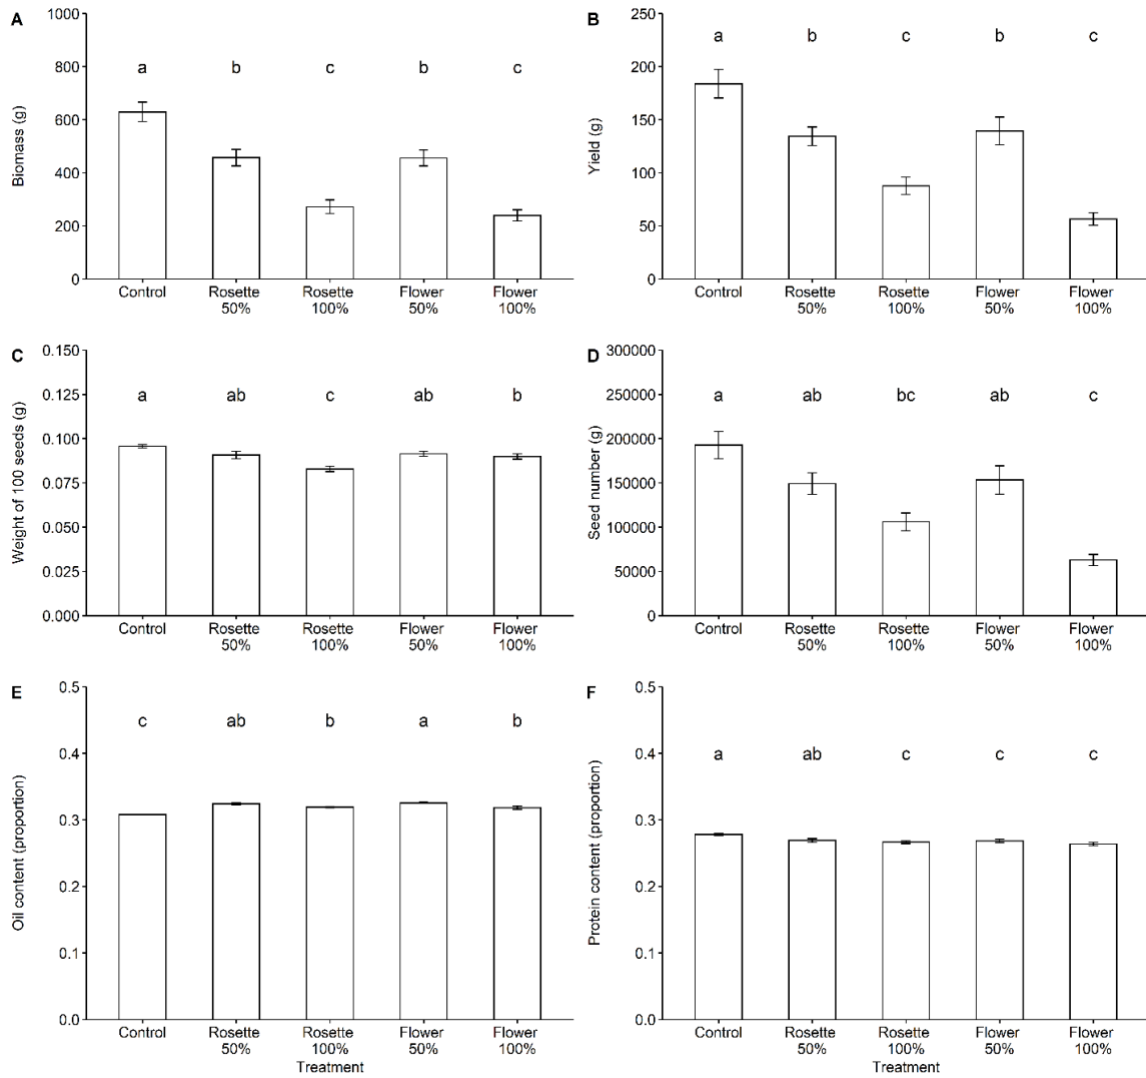 A
Biomass (g)
1000
800
600
400
200
0
a b c b c
Control Rosette Rosette Flower Flower
50% 100% 50% 100%
B
Yield (g)
250
200
150
100
50
0
a b c b c
Control Rosette Rosette Flower Flower
50% 100% 50% 100%
C
Weight of 100 seeds (g)
0.150
0.125
0.100
0.075
0.050
0.025
0.000
a ab c ab b
Control Rosette Rosette Flower Flower
50% 100% 50% 100%
D
Seed number (g)
300000
250000
200000
150000
100000
50000
0
a ab bc ab c
Control Rosette Rosette Flower Flower
50% 100% 50% 100%
E
Oil content (proportion)
0.5
0.4
0.3
0.2
0.1
0.0
c ab b a b
Control Rosette Rosette Flower Flower
50% 100% 50% 100%
Treatment
F
Protein content (proportion)
0.5
0.4
0.3
0.2
0.1
0.0
a ab c c c
Control Rosette Rosette Flower Flower
50% 100% 50% 100%
Treatment